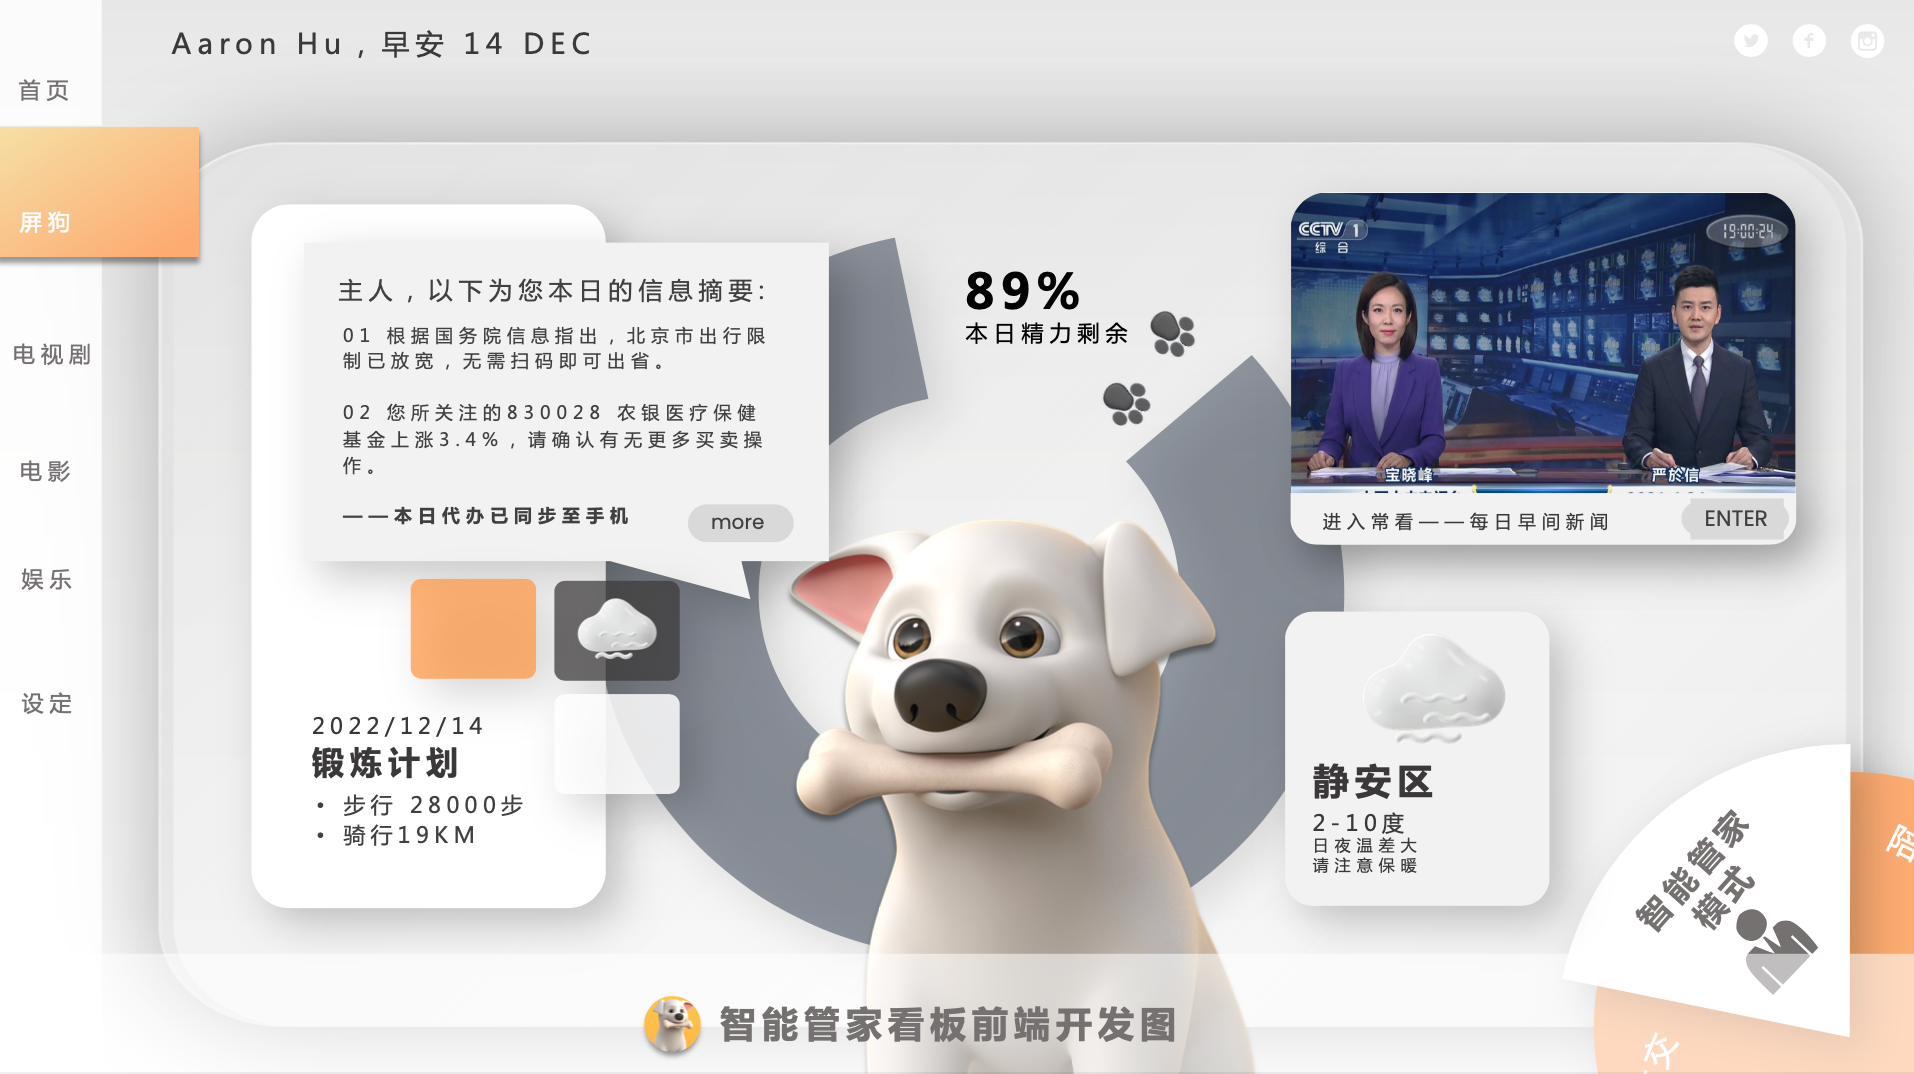 Aaron Hu，早安 14 DEC
首页
屏狗
电视剧
电影
娱乐
设定
主人，以下为您本日的信息摘要:
01 根据国务院信息指出，北京市出行限
制已放宽，无需扫码即可出省。
02 您所关注的830028 农银医疗保健
基金上涨3.4%，请确认有无更多买卖操
作。
——本日代办已同步至手机
more
2022/12/14
锻炼计划
• 步行 28000步
• 骑行19KM
89%
本日精力剩余
CCTV 1
综合
19:00:24
宝晓峰
严於信
进入常看——每日早间新闻
ENTER
静安区
2-10度
日夜温差大
请注意保暖
智能管家
模式
陪
交
智能管家看板前端开发图